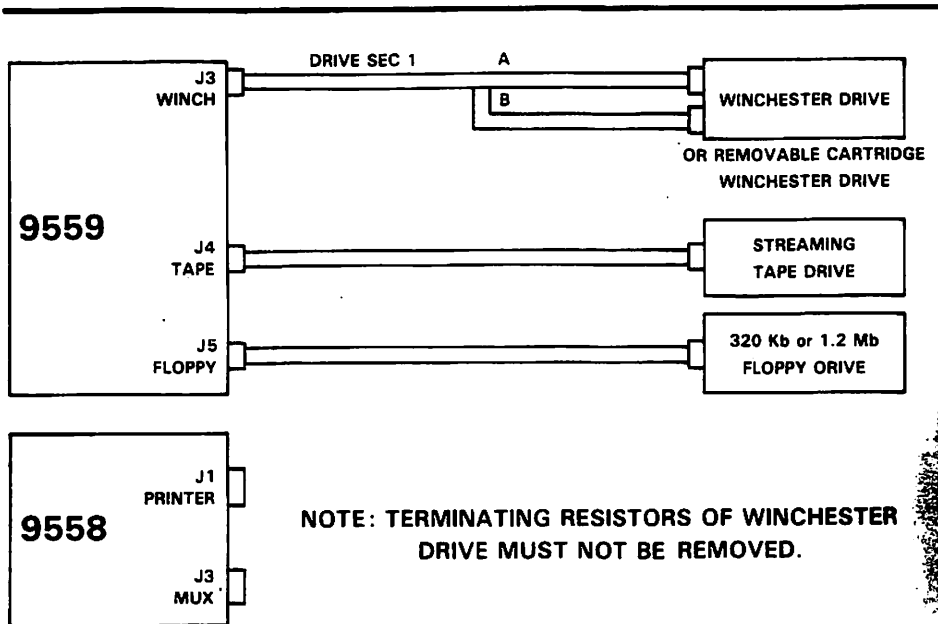 DRIVE SEC 1
A
J3
WINCH
B
WINCHESTER DRIVE
OR REMOVABLE CARTRIDGE
WINCHESTER DRIVE
9559
J4
TAPE
STREAMING
TAPE DRIVE
J5
FLOPPY
320 Kb or 1.2 Mb
FLOPPY ORIVE
9558
J1
PRINTER
NOTE: TERMINATING RESISTORS OF WINCHESTER
DRIVE MUST NOT BE REMOVED.
J3
MUX